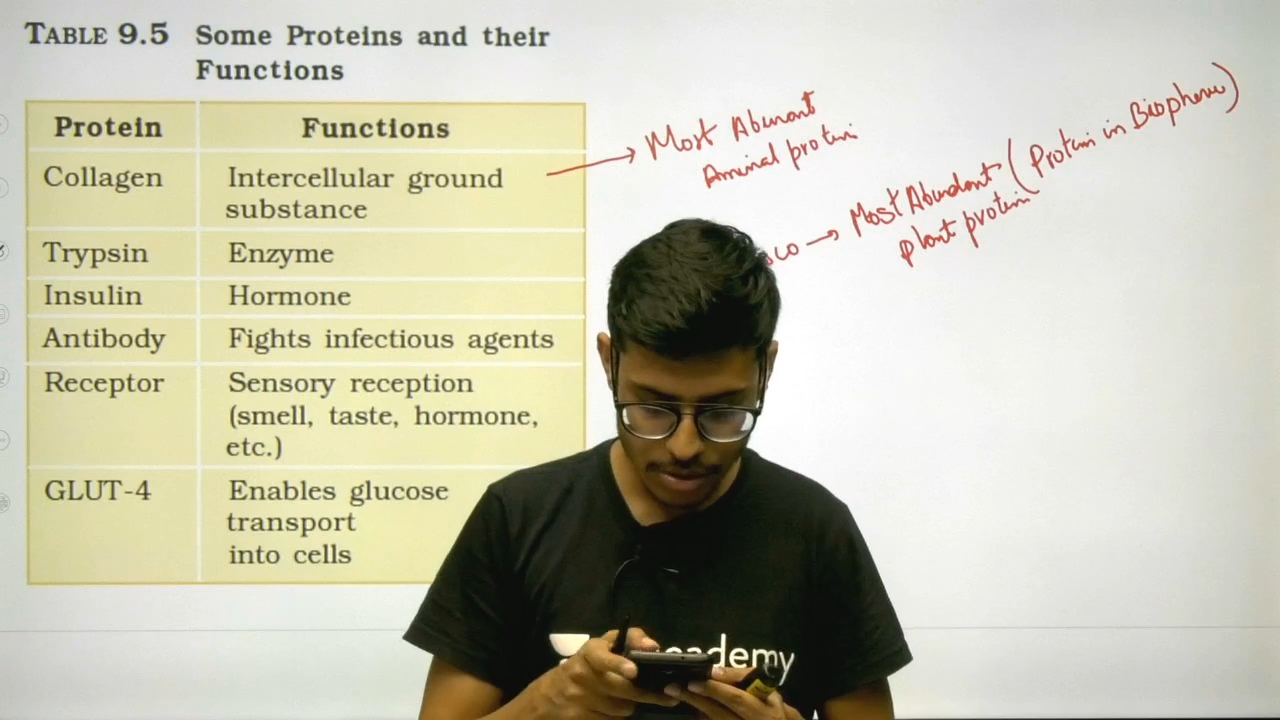 TABLE 9.5 Some Proteins and their
Functions
Protein Functions
Collagen Intercellular ground
substance
Trypsin Enzyme
Insulin Hormone
Antibody Fights infectious agents
Receptor Sensory reception
(smell, taste, hormone,
etc.)
GLUT-4 Enables glucose
transport
into cells
Most Abunant
Animal protein
sco → Most Abundant (Protein in Biosphere)
plant protein
cademy